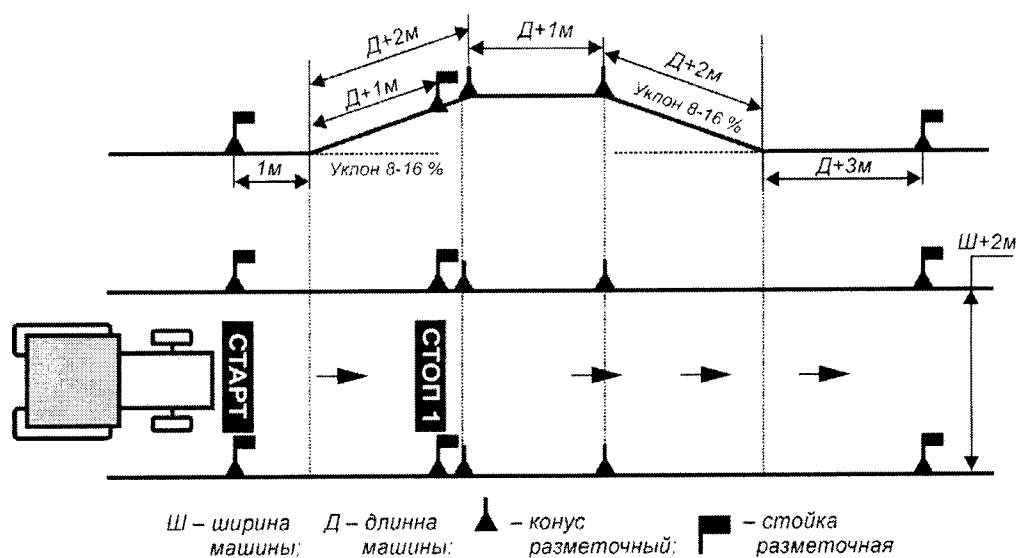 Д+2м
Д+1м
Д+2м
Д+1м
Уклон 8-16 %
1м
Уклон 8-16 %
Д+3м
Ш+2м
СТАРТ
СТОП 1
Ш – ширина машины;
Д – длинна машины:
– конус разметочный;
– стойка разметочная